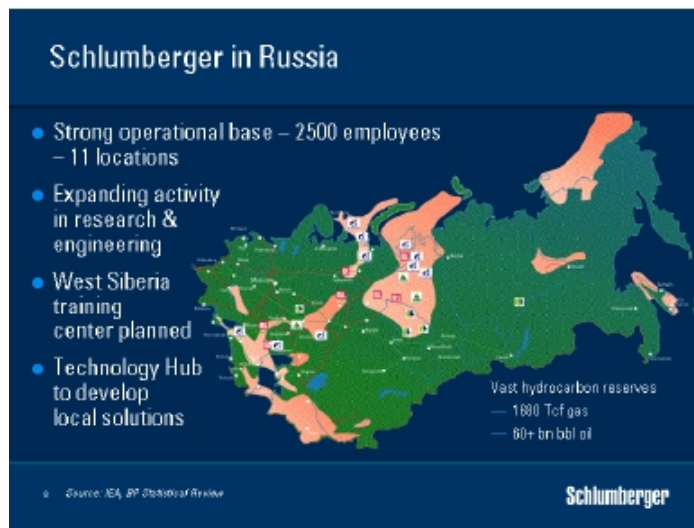 Schlumberger in Russia
● Strong operational base – 2500 employees
– 11 locations
● Expanding activity
in research &
engineering
● West Siberia
training
center planned
● Technology Hub
to develop
local solutions
Vast hydrocarbon reserves
— 1680 Tcf gas
— 60+ bn bbl oil
Source: IEA, BP Statistical Review
Schlumberger